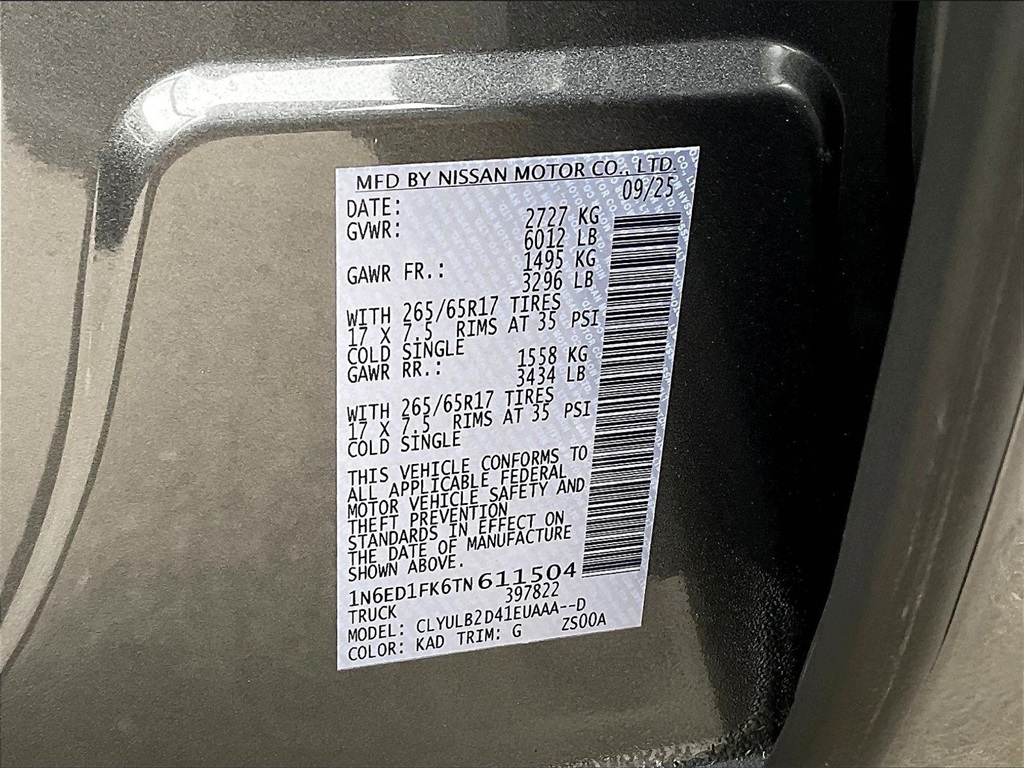 MFD BY NISSAN MOTOR CO., LTD.
DATE: 09/25
GVWR: 2727 KG
6012 LB
GAWR FR.: 1495 KG
3296 LB
WITH 265/65R17 TIRES
17 X 7.5 RIMS AT 35 PSI
COLD SINGLE
GAWR RR.: 1558 KG
3434 LB
WITH 265/65R17 TIRES
17 X 7.5 RIMS AT 35 PSI
COLD SINGLE
THIS VEHICLE CONFORMS TO
ALL APPLICABLE FEDERAL
MOTOR VEHICLE SAFETY AND
THEFT PREVENTION
STANDARDS IN EFFECT ON
THE DATE OF MANUFACTURE
SHOWN ABOVE.
1N6ED1FK6TN611504
TRUCK 397822
MODEL: CLYULB2D41EUAAA--D
COLOR: KAD TRIM: G ZS00A